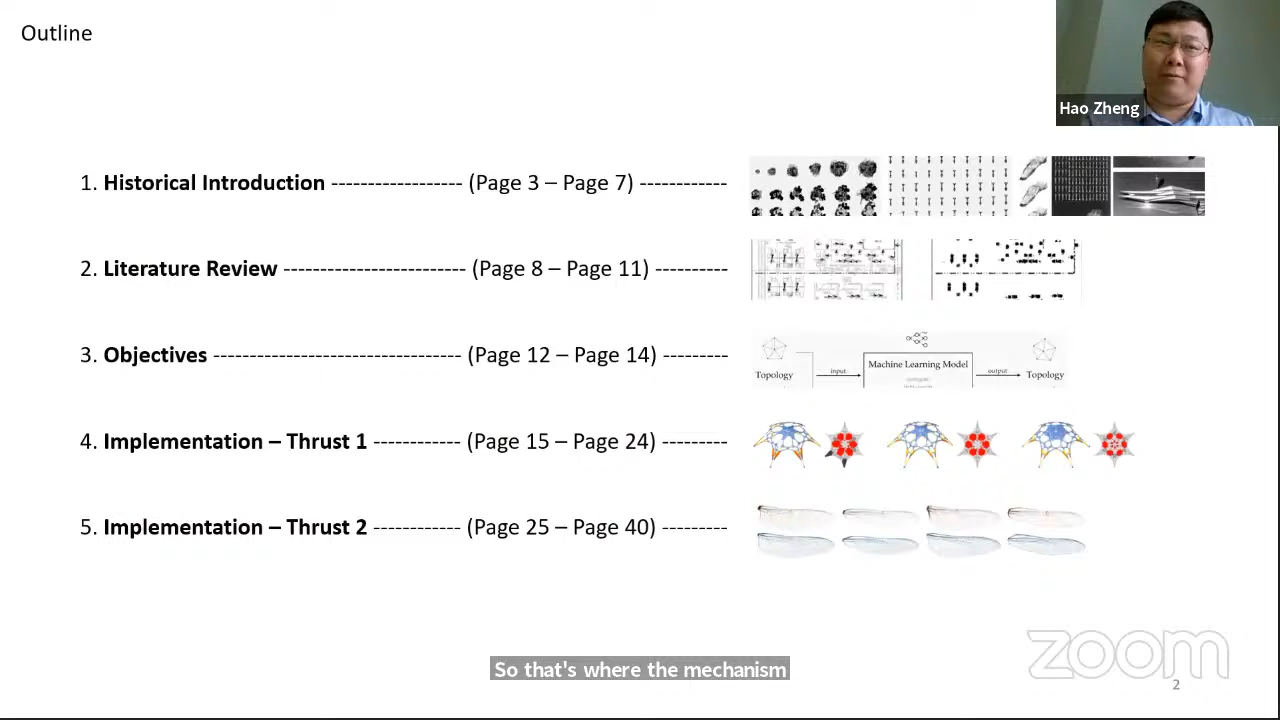 Outline
Hao Zheng
1. Historical Introduction ------------------ (Page 3 – Page 7) ------------
2. Literature Review ------------------------- (Page 8 – Page 11) ----------
3. Objectives ---------------------------------- (Page 12 – Page 14) ---------
Topology
input
Machine Learning Model
output
Topology
4. Implementation – Thrust 1 ------------ (Page 15 – Page 24) ---------
5. Implementation – Thrust 2 ------------ (Page 25 – Page 40) ---------
zoom
So that's where the mechanism
2